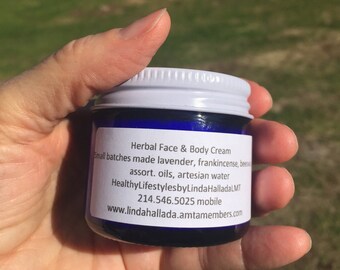 Herbal Face & Body Cream
Small batches made lavender, frankincense,
assort. oils, artesian water
HealthyLifestylesbyLindaHalladaLMT
214.546.5025 mobile
www.lindahallada.amtamembers.com